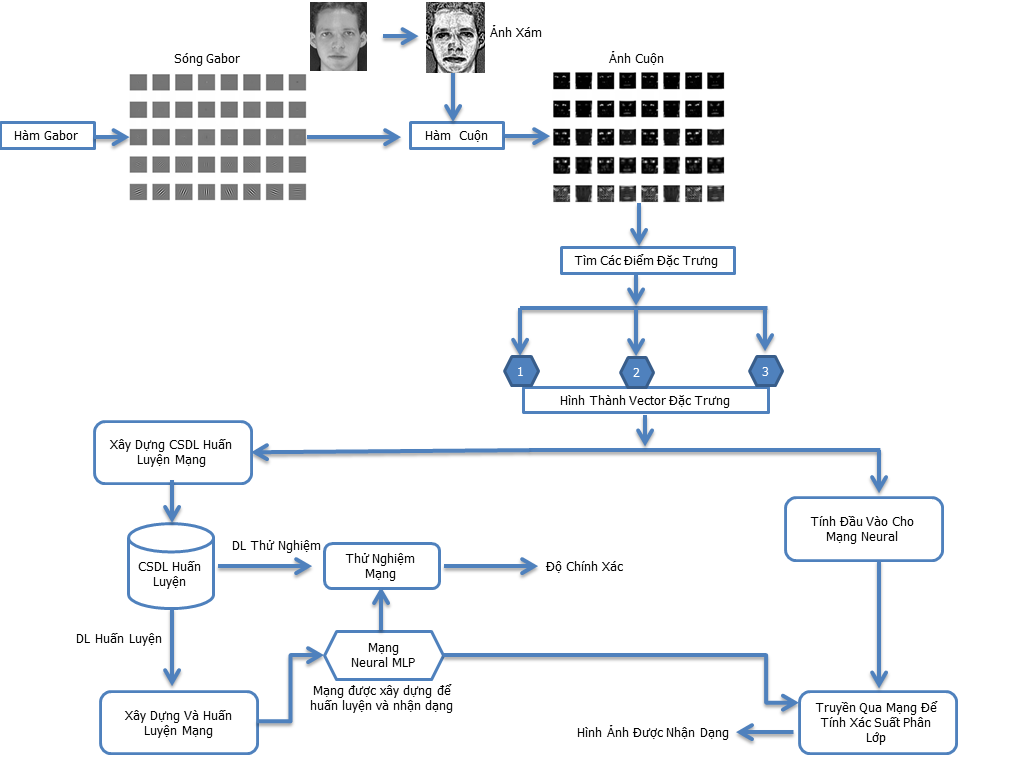 Ảnh Xám
Sóng Gabor
Ảnh Cuộn
Hàm Gabor
Hàm Cuộn
Tìm Các Điểm Đặc Trưng
1
2
3
Hình Thành Vector Đặc Trưng
Xây Dựng CSDL Huấn
Luyện Mạng
Tính Đầu Vào Cho
Mạng Neural
CSDL Huấn
Luyện
DL Thử Nghiệm
Thử Nghiệm
Mạng
Độ Chính Xác
DL Huấn Luyện
Mạng
Neural MLP
Mạng được xây dựng để
huấn luyện và nhận dạng
Xây Dựng Và Huấn
Luyện Mạng
Truyền Qua Mạng Để
Tính Xác Suất Phân
Lớp
Hình Ảnh Được Nhận Dạng